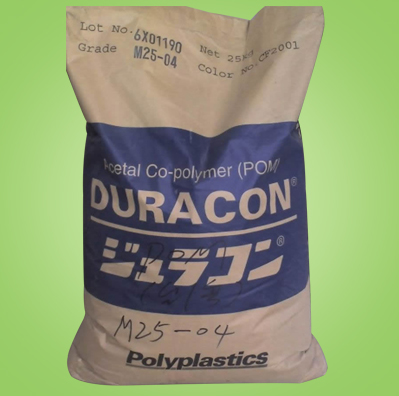 Lot No. 6X01190
Grade M25-04
Net 25kg
Color No. CF2001
Acetal Co-polymer (POM)
DURACON®
ジュラコン®
POM
M25-04
Polyplastics